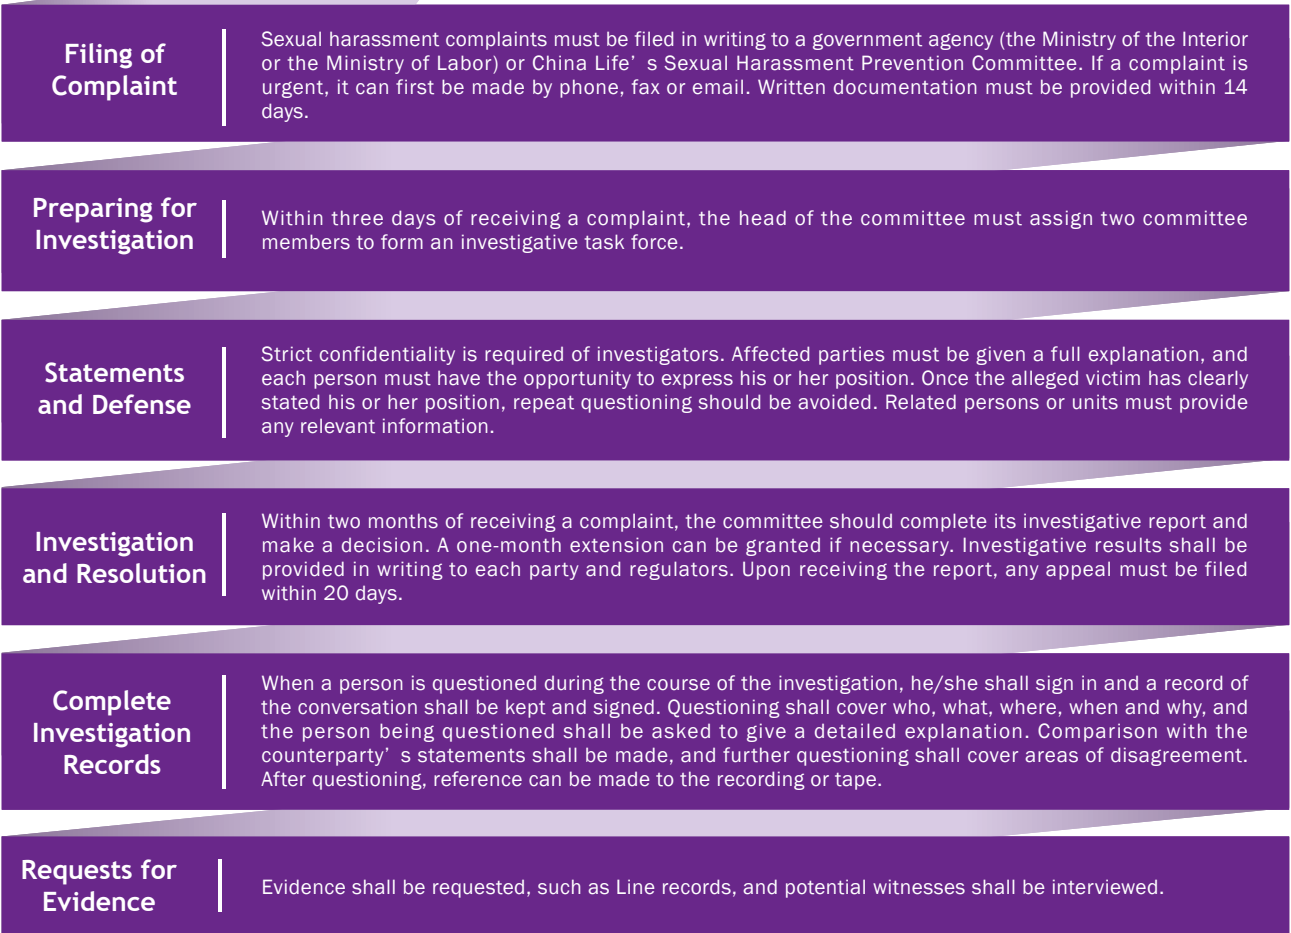 Filing of
Complaint
Sexual harassment complaints must be filed in writing to a government agency (the Ministry of the Interior
or the Ministry of Labor) or China Life’ s Sexual Harassment Prevention Committee. If a complaint is
urgent, it can first be made by phone, fax or email. Written documentation must be provided within 14
days.
Preparing for
Investigation
Within three days of receiving a complaint, the head of the committee must assign two committee
members to form an investigative task force.
Statements
and Defense
Strict confidentiality is required of investigators. Affected parties must be given a full explanation, and
each person must have the opportunity to express his or her position. Once the alleged victim has clearly
stated his or her position, repeat questioning should be avoided. Related persons or units must provide
any relevant information.
Investigation
and Resolution
Within two months of receiving a complaint, the committee should complete its investigative report and
make a decision. A one-month extension can be granted if necessary. Investigative results shall be
provided in writing to each party and regulators. Upon receiving the report, any appeal must be filed
within 20 days.
Complete
Investigation
Records
When a person is questioned during the course of the investigation, he/she shall sign in and a record of
the conversation shall be kept and signed. Questioning shall cover who, what, where, when and why, and
the person being questioned shall be asked to give a detailed explanation. Comparison with the
counterparty’ s statements shall be made, and further questioning shall cover areas of disagreement.
After questioning, reference can be made to the recording or tape.
Requests for
Evidence
Evidence shall be requested, such as Line records, and potential witnesses shall be interviewed.